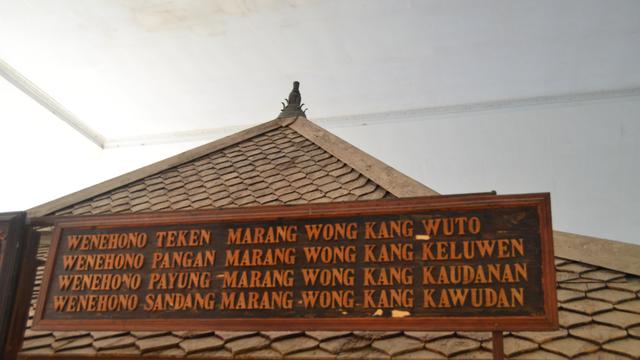 WENEHONO TEKEN MARANG WONG KANG WUTO
WENEHONO PANGAN MARANG WONG KANG KELUWEN
WENEHONO PAYUNG MARANG WONG KANG KAUDANAN
WENEHONO SANDANG MARANG WONG KANG KAWUDAN